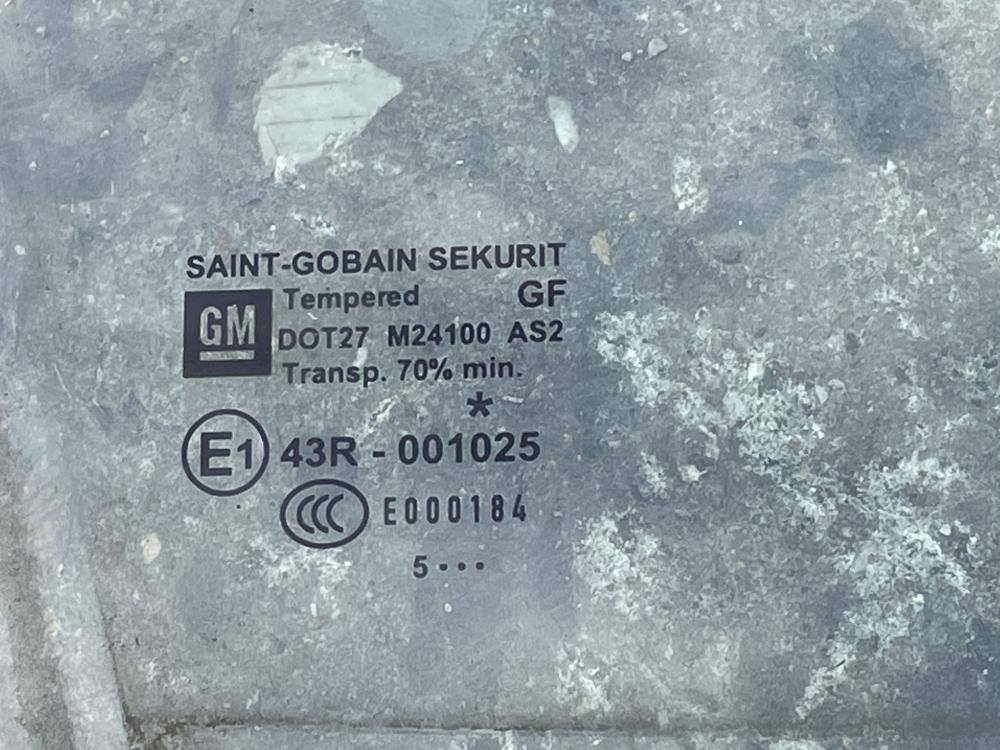 SAINT-GOBAIN SEKURIT
GM
Tempered GF
DOT27 M24100 AS2
Transp. 70% min.
*
E1 43R - 001025
CCC E000184
5 •••